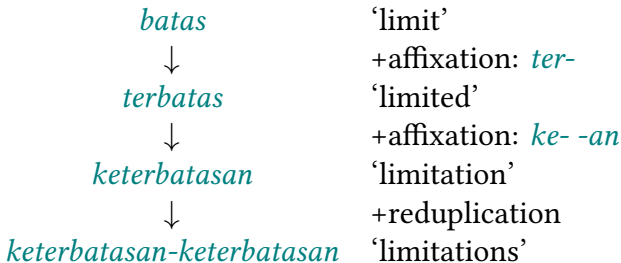 batas ‘limit’
↓ +affixation: ter-
terbatas ‘limited’
↓ +affixation: ke- -an
keterbatasan ‘limitation’
↓ +reduplication
keterbatasan-keterbatasan ‘limitations’